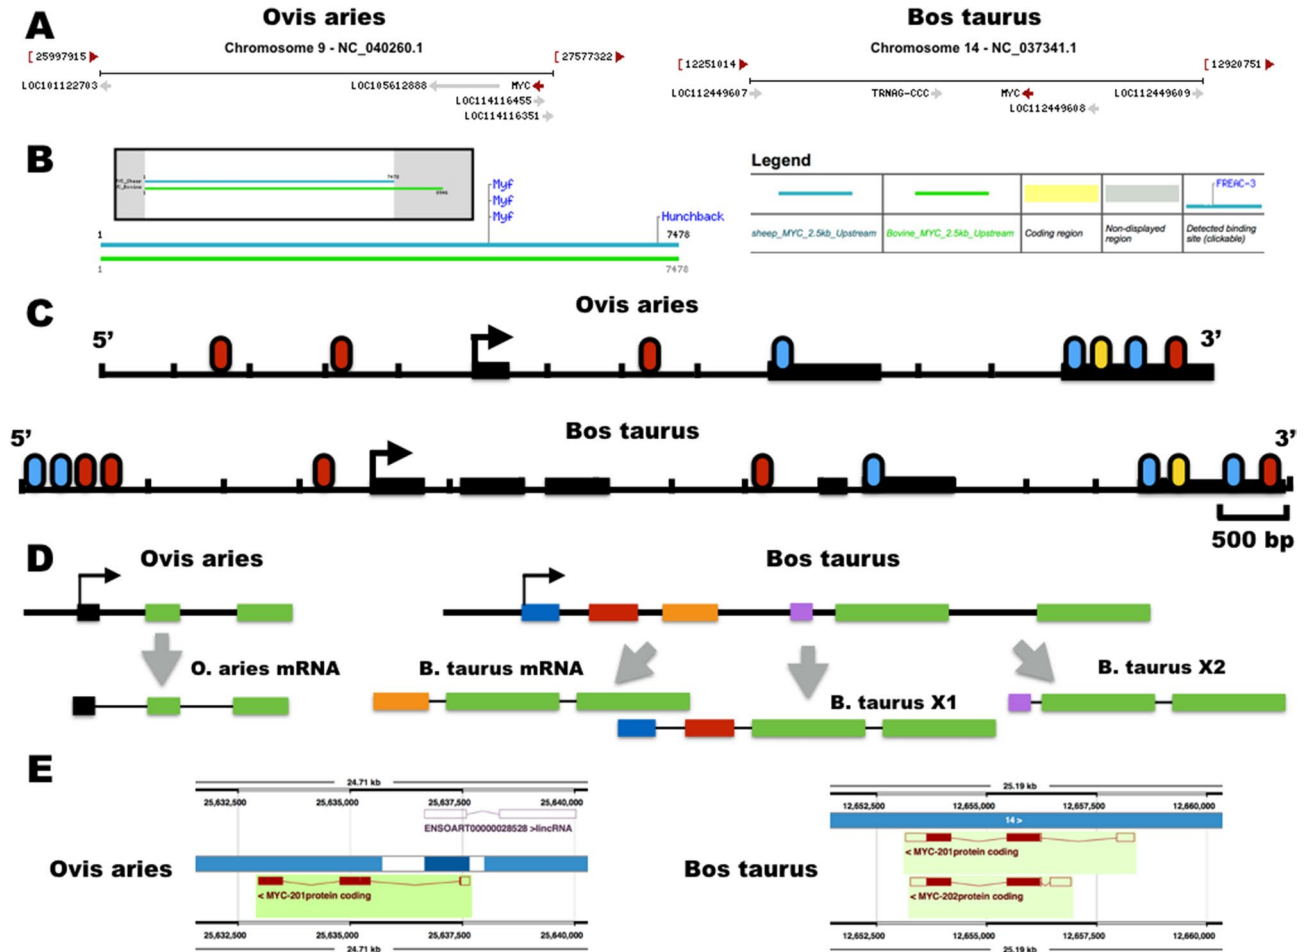 A
Ovis aries
Bos taurus
Chromosome 9 - NC_040260.1
Chromosome 14 - NC_037341.1
[ 25997915
27577322
[ 12251014
[ 12920751
LOC101122703
LOC105612888
MYC
LOC114116455
LOC114116351
LOC112449607
TRNAG-CCC
MYC
LOC112449609
LOC112449608
B
1
7478
1
Myf
Myf
Myf
Hunchback
1
7478
1
7478
Legend
FREAC-3
sheep_MYC_2.5kb_Upstream
Bovine_MYC_2.5kb_Upstream
Coding region
Non-displayed
region
Detected binding
site (clickable)
C
Ovis aries
5’
3’
Bos taurus
5’
3’
500 bp
D
Ovis aries
Bos taurus
O. aries mRNA
B. taurus mRNA
B. taurus X1
B. taurus X2
E
24.71 kb
25,632,500
25,635,000
25,637,500
25,640,000
ENSOART00000028528 >lincRNA
Ovis aries
< MYC-201protein coding
25,632,500
25,635,000
25,637,500
25,640,000
24.71 kb
25.19 kb
12,652,500
12,655,000
12,657,500
12,660,000
14 >
< MYC-201protein coding
Bos taurus
< MYC-202protein coding
12,652,500
12,655,000
12,657,500
12,660,000
25.19 kb